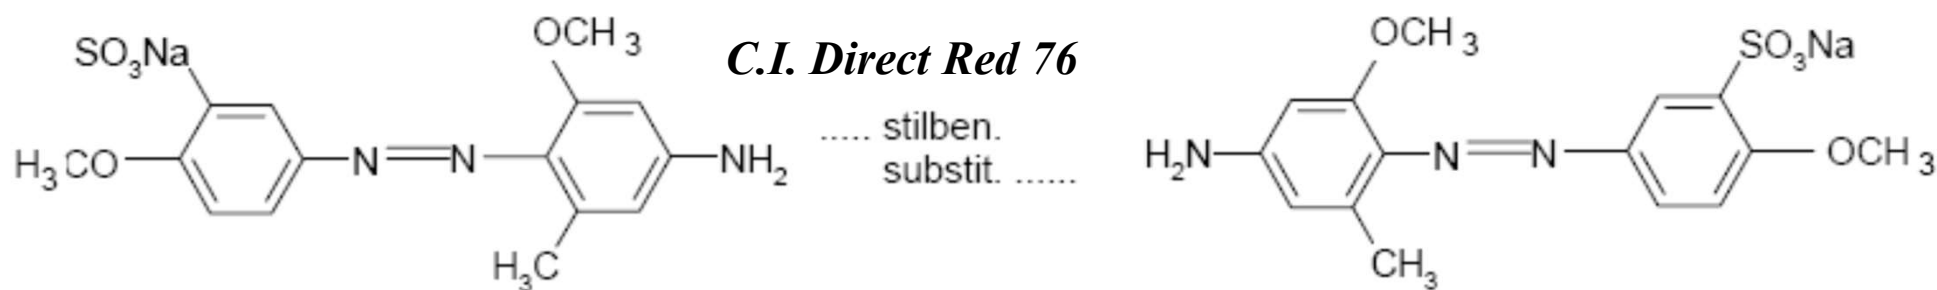 OCH3 C.I. Direct Red 76 OCH3
SO3Na SO3Na
..... stilben.
substit. ......
H3CO N N NH2 H2N N N OCH3
H3C CH3